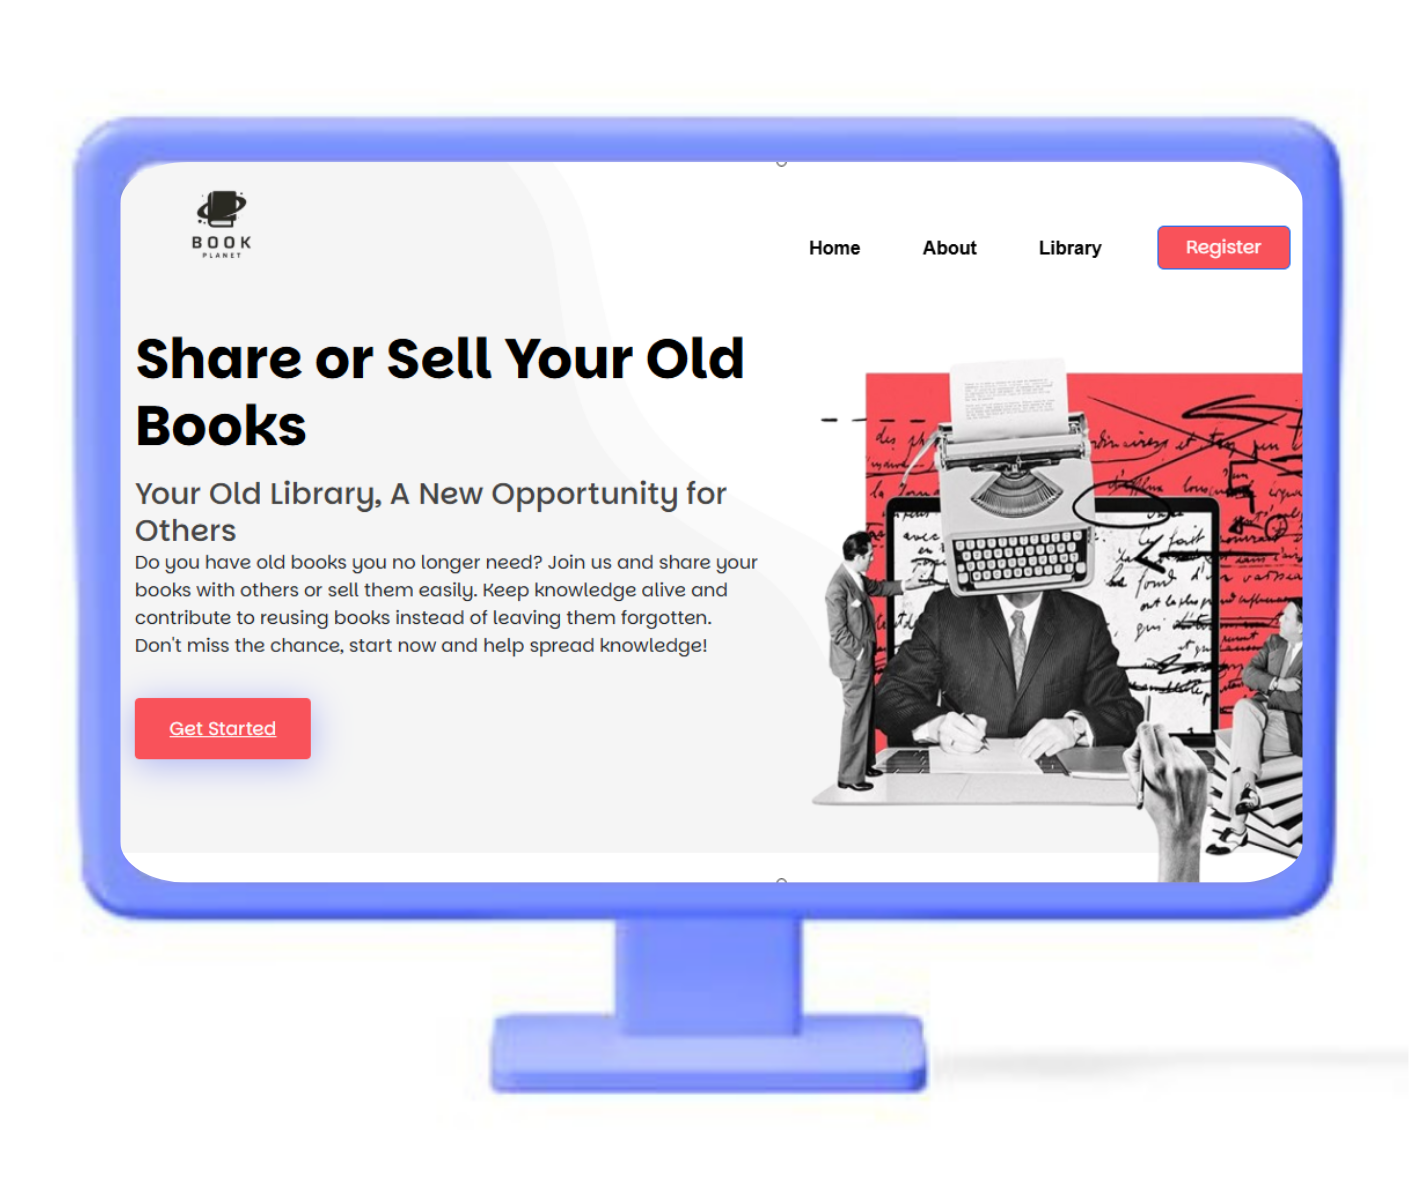 BOOK
PLANET
Home About Library Register
Share or Sell Your Old
Books
Your Old Library, A New Opportunity for
Others
Do you have old books you no longer need? Join us and share your
books with others or sell them easily. Keep knowledge alive and
contribute to reusing books instead of leaving them forgotten.
Don't miss the chance, start now and help spread knowledge!
Get Started